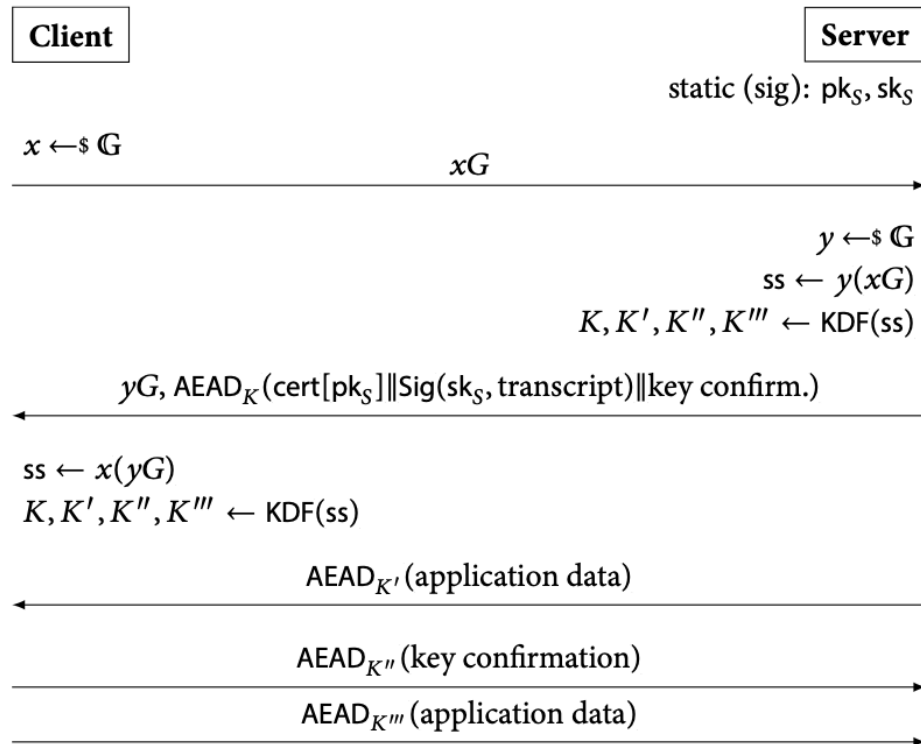 Client
Server
static (sig): pk_S, sk_S
x ←$ 𝔾
xG
y ←$ 𝔾
ss ← y(xG)
K, K′, K″, K‴ ← KDF(ss)
yG, AEAD_K(cert[pk_S]‖Sig(sk_S, transcript)‖key confirm.)
ss ← x(yG)
K, K′, K″, K‴ ← KDF(ss)
AEAD_K′(application data)
AEAD_K″(key confirmation)
AEAD_K‴(application data)